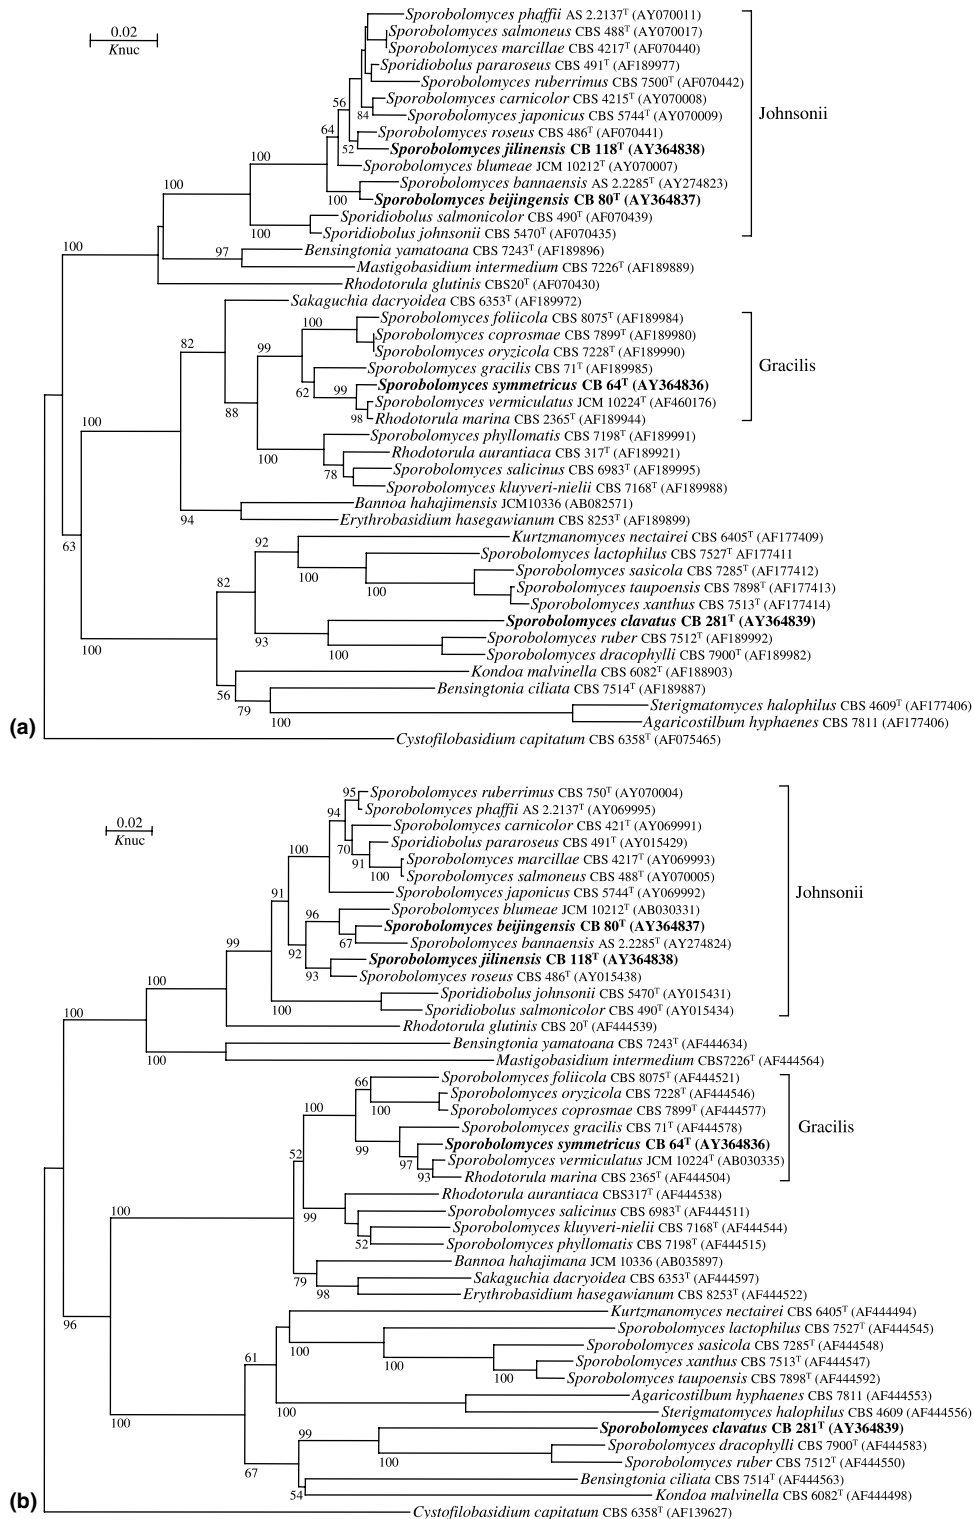 Sporobolomyces phaffii AS 2.2137T (AY070011)
0.02
Knuc
Sporobolomyces salmoneus CBS 488T (AY070017)
Sporobolomyces marcillae CBS 4217T (AF070440)
Sporidiobolus pararoseus CBS 491T (AF189977)
Sporobolomyces ruberrimus CBS 7500T (AF070442)
56
Sporobolomyces carnicolor CBS 4215T (AY070008)
84
Sporobolomyces japonicus CBS 5744T (AY070009)
Johnsonii
64
Sporobolomyces roseus CBS 486T (AF070441)
52
Sporobolomyces jilinensis CB 118T (AY364838)
100
Sporobolomyces blumeae JCM 10212T (AY070007)
Sporobolomyces bannaensis AS 2.2285T (AY274823)
100
100
Sporobolomyces beijingensis CB 80T (AY364837)
Sporidiobolus salmonicolor CBS 490T (AF070439)
100
Sporidiobolus johnsonii CBS 5470T (AF070435)
100
97
Bensingtonia yamatoana CBS 7243T (AF189896)
Mastigobasidium intermedium CBS 7226T (AF189889)
Rhodotorula glutinis CBS20T (AF070430)
Sakaguchia dacryoidea CBS 6353T (AF189972)
100
Sporobolomyces foliicola CBS 8075T (AF189984)
Sporobolomyces coprosmae CBS 7899T (AF189980)
82
99
Sporobolomyces oryzicola CBS 7228T (AF189990)
Gracilis
Sporobolomyces gracilis CBS 71T (AF189985)
62
99
Sporobolomyces symmetricus CB 64T (AY364836)
88
Sporobolomyces vermiculatus JCM 10224T (AF460176)
100
98
Rhodotorula marina CBS 2365T (AF189944)
Sporobolomyces phyllomatis CBS 7198T (AF189991)
100
Rhodotorula aurantiaca CBS 317T (AF189921)
78
Sporobolomyces salicinus CBS 6983T (AF189995)
Sporobolomyces kluyveri-nielii CBS 7168T (AF189988)
Bannoa hahajimensis JCM10336 (AB082571)
94
Erythrobasidium hasegawianum CBS 8253T (AF189899)
63
92
Kurtzmanomyces nectairei CBS 6405T (AF177409)
Sporobolomyces lactophilus CBS 7527T AF177411
100
Sporobolomyces sasicola CBS 7285T (AF177412)
82
100
Sporobolomyces taupoensis CBS 7898T (AF177413)
Sporobolomyces xanthus CBS 7513T (AF177414)
Sporobolomyces clavatus CB 281T (AY364839)
93
Sporobolomyces ruber CBS 7512T (AF189992)
100
100
Sporobolomyces dracophylli CBS 7900T (AF189982)
Kondoa malvinella CBS 6082T (AF188903)
56
Bensingtonia ciliata CBS 7514T (AF189887)
79
Sterigmatomyces halophilus CBS 4609T (AF177406)
100
Agaricostilbum hyphaenes CBS 7811 (AF177406)
(a)
Cystofilobasidium capitatum CBS 6358T (AF075465)
95
Sporobolomyces ruberrimus CBS 750T (AY070004)
94
Sporobolomyces phaffii AS 2.2137T (AY069995)
0.02
Knuc
Sporobolomyces carnicolor CBS 421T (AY069991)
Sporidiobolus pararoseus CBS 491T (AY015429)
100
70
91
Sporobolomyces marcillae CBS 4217T (AY069993)
100
Sporobolomyces salmoneus CBS 488T (AY070005)
91
Sporobolomyces japonicus CBS 5744T (AY069992)
Johnsonii
96
Sporobolomyces blumeae JCM 10212T (AB030331)
Sporobolomyces beijingensis CB 80T (AY364837)
99
67
Sporobolomyces bannaensis AS 2.2285T (AY274824)
92
Sporobolomyces jilinensis CB 118T (AY364838)
93
Sporobolomyces roseus CBS 486T (AY015438)
100
Sporidiobolus johnsonii CBS 5470T (AY015431)
100
100
Sporidiobolus salmonicolor CBS 490T (AY015434)
Rhodotorula glutinis CBS 20T (AF444539)
Bensingtonia yamatoana CBS 7243T (AF444634)
100
Mastigobasidium intermedium CBS7226T (AF444564)
66
Sporobolomyces foliicola CBS 8075T (AF444521)
Sporobolomyces oryzicola CBS 7228T (AF444546)
100
100
Sporobolomyces coprosmae CBS 7899T (AF444577)
Sporobolomyces gracilis CBS 71T (AF444578)
Gracilis
99
Sporobolomyces symmetricus CB 64T (AY364836)
52
97
Sporobolomyces vermiculatus JCM 10224T (AB030335)
93
Rhodotorula marina CBS 2365T (AF444504)
Rhodotorula aurantiaca CBS317T (AF444538)
100
99
Sporobolomyces salicinus CBS 6983T (AF444511)
Sporobolomyces kluyveri-nielii CBS 7168T (AF444544)
52
Sporobolomyces phyllomatis CBS 7198T (AF444515)
Bannoa hahajimana JCM 10336 (AB035897)
79
Sakaguchia dacryoidea CBS 6353T (AF444597)
98
Erythrobasidium hasegawianum CBS 8253T (AF444522)
Kurtzmanomyces nectairei CBS 6405T (AF444494)
96
Sporobolomyces lactophilus CBS 7527T (AF444545)
100
Sporobolomyces sasicola CBS 7285T (AF444548)
61
100
Sporobolomyces xanthus CBS 7513T (AF444547)
100
Sporobolomyces taupoensis CBS 7898T (AF444592)
Agaricostilbum hyphaenes CBS 7811 (AF444553)
100
100
Sterigmatomyces halophilus CBS 4609 (AF444556)
Sporobolomyces clavatus CB 281T (AY364839)
99
Sporobolomyces dracophylli CBS 7900T (AF444583)
100
Sporobolomyces ruber CBS 7512T (AF444550)
67
Bensingtonia ciliata CBS 7514T (AF444563)
54
Kondoa malvinella CBS 6082T (AF444498)
(b)
Cystofilobasidium capitatum CBS 6358T (AF139627)